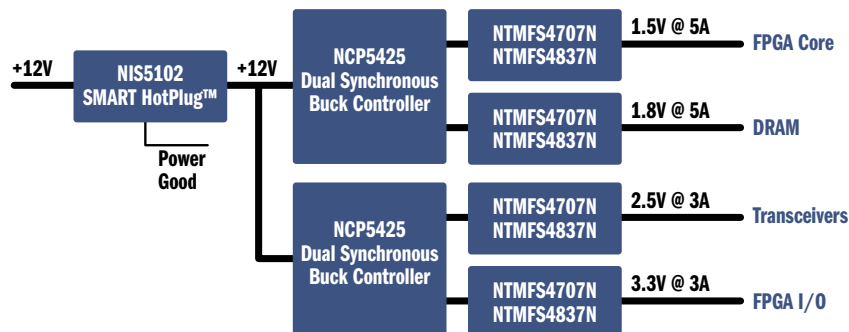 +12V
NIS5102
SMART HotPlug™
Power
Good
+12V
NCP5425
Dual Synchronous
Buck Controller
NTMFS4707N
NTMFS4837N
1.5V @ 5A
FPGA Core
NTMFS4707N
NTMFS4837N
1.8V @ 5A
DRAM
NCP5425
Dual Synchronous
Buck Controller
NTMFS4707N
NTMFS4837N
2.5V @ 3A
Transceivers
NTMFS4707N
NTMFS4837N
3.3V @ 3A
FPGA I/O